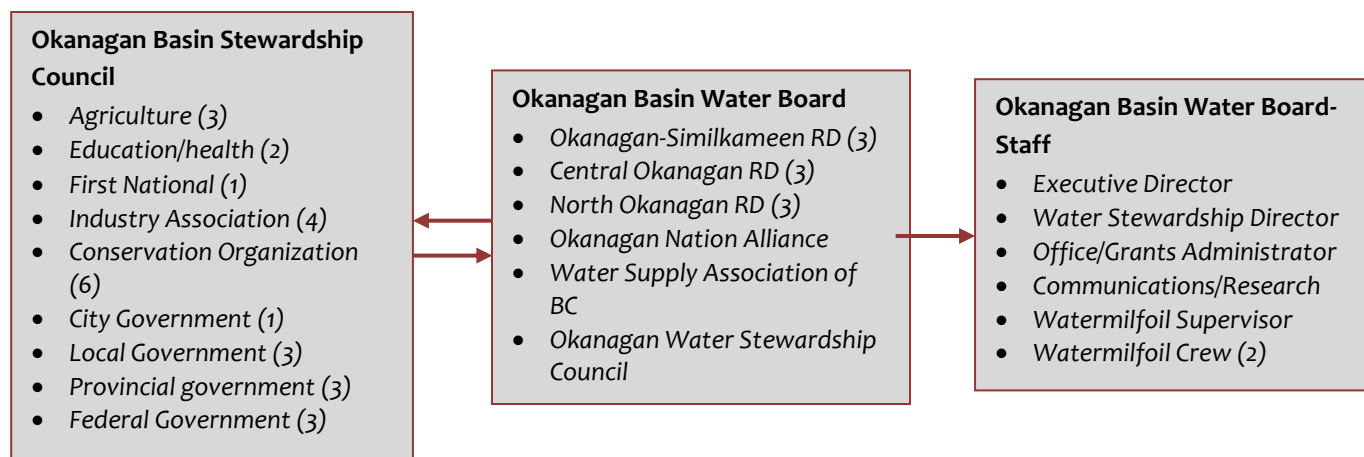 Okanagan Basin Stewardship
Council
• Agriculture (3)
• Education/health (2)
• First National (1)
• Industry Association (4)
• Conservation Organization
(6)
• City Government (1)
• Local Government (3)
• Provincial government (3)
• Federal Government (3)
Okanagan Basin Water Board
• Okanagan-Similkameen RD (3)
• Central Okanagan RD (3)
• North Okanagan RD (3)
• Okanagan Nation Alliance
• Water Supply Association of
BC
• Okanagan Water Stewardship
Council
Okanagan Basin Water Board-
Staff
• Executive Director
• Water Stewardship Director
• Office/Grants Administrator
• Communications/Research
• Watermilfoil Supervisor
• Watermilfoil Crew (2)